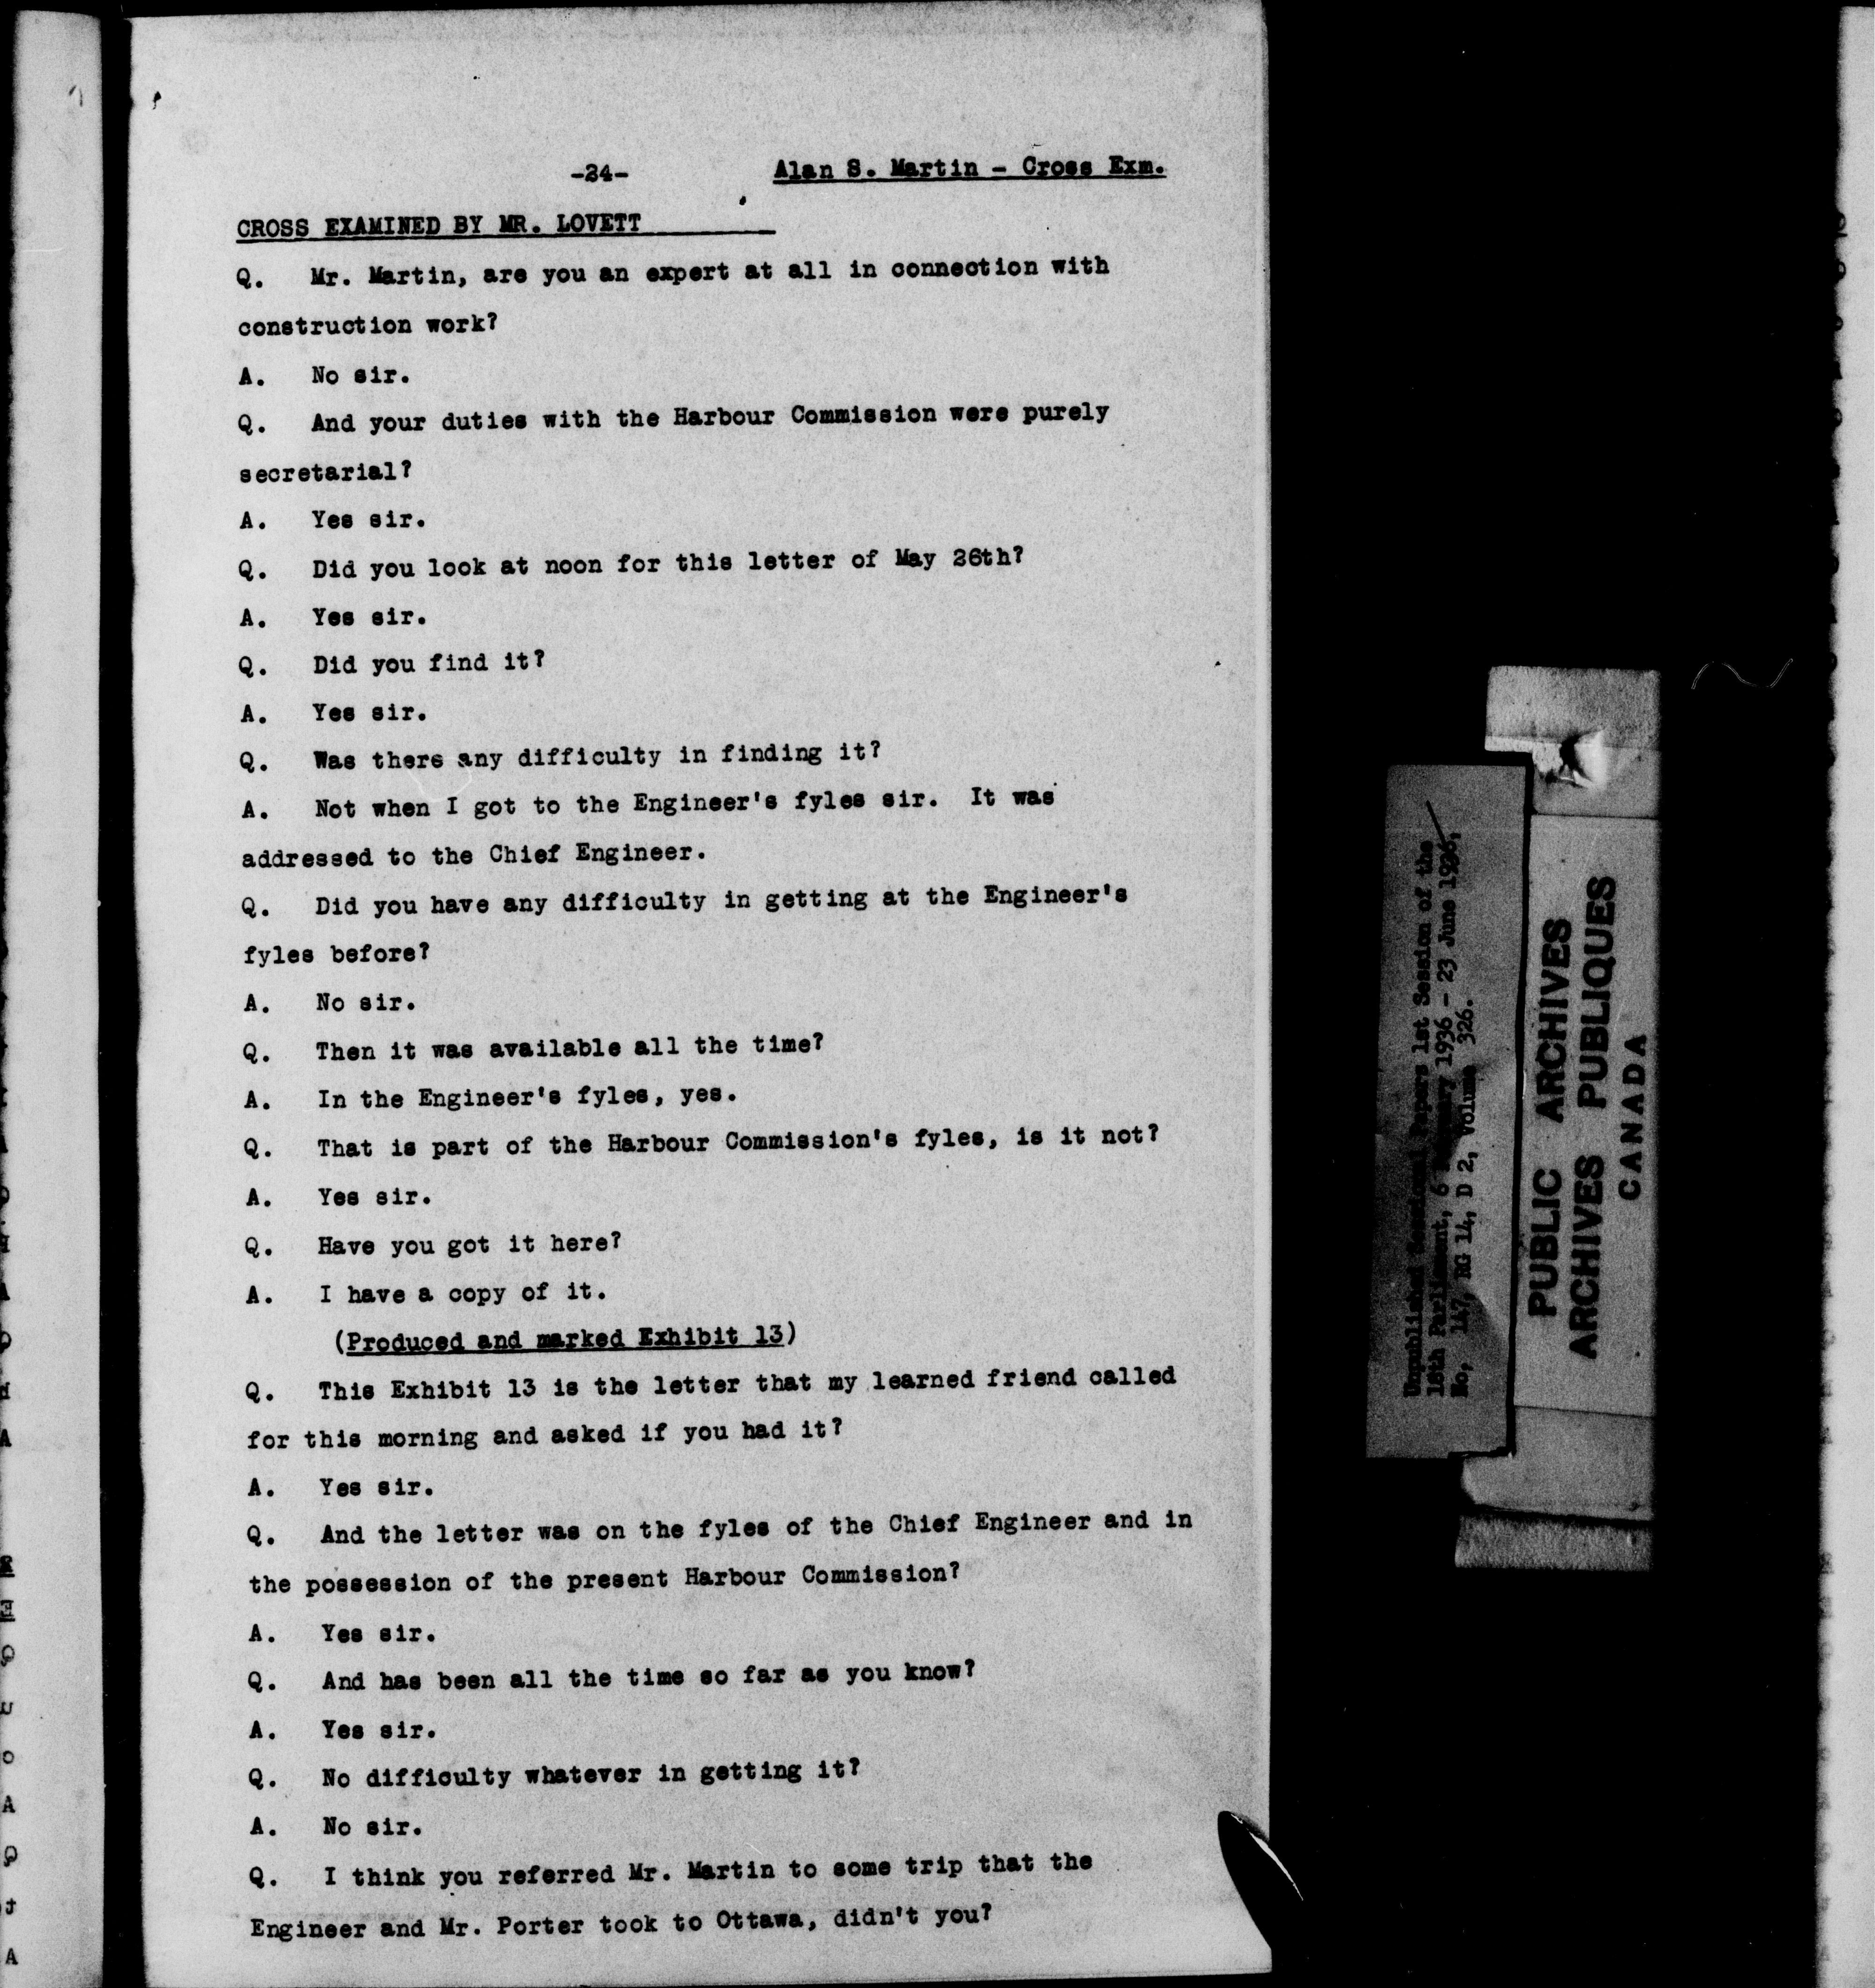 -24- Alan S. Martin - Cross Exm.
CROSS EXAMINED BY MR. LOVETT
Q. Mr. Martin, are you an expert at all in connection with
construction work?
A. No sir.
Q. And your duties with the Harbour Commission were purely
secretarial?
A. Yes sir.
Q. Did you look at noon for this letter of May 26th?
A. Yes sir.
Q. Did you find it?
A. Yes sir.
Q. Was there any difficulty in finding it?
A. Not when I got to the Engineer's fyles sir. It was
addressed to the Chief Engineer.
Q. Did you have any difficulty in getting at the Engineer's
fyles before?
A. No sir.
Q. Then it was available all the time?
A. In the Engineer's fyles, yes.
Q. That is part of the Harbour Commission's fyles, is it not?
A. Yes sir.
Q. Have you got it here?
A. I have a copy of it.
(Produced and marked Exhibit 13)
Q. This Exhibit 13 is the letter that my learned friend called
for this morning and asked if you had it?
A. Yes sir.
Q. And the letter was on the fyles of the Chief Engineer and in
the possession of the present Harbour Commission?
A. Yes sir.
Q. And has been all the time so far as you know?
A. Yes sir.
Q. No difficulty whatever in getting it?
A. No sir.
Q. I think you referred Mr. Martin to some trip that the
Engineer and Mr. Porter took to Ottawa, didn't you?
Unpublished Sessional Papers 1st Session of the
18th Parliament, 6 1936 - 23 June 1936,
No, 147, RG 14, D 2, Volume 326.
PUBLIC ARCHIVES
ARCHIVES PUBLIQUES
CANADA